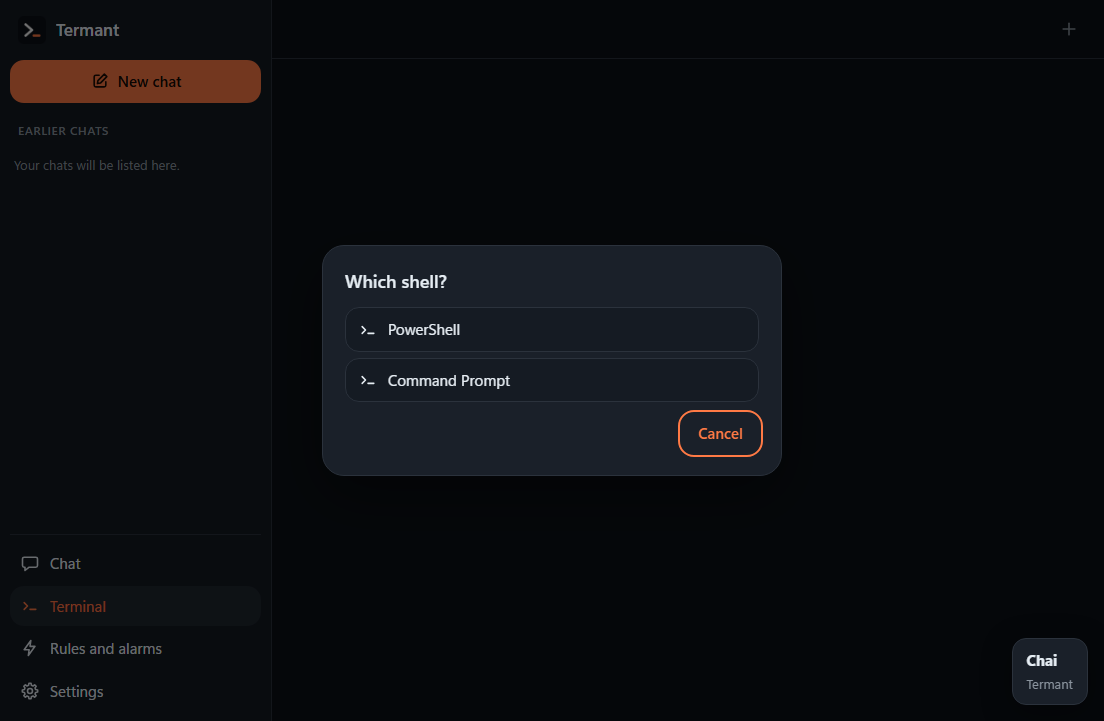 Termant
New chat
EARLIER CHATS
Your chats will be listed here.
Which shell?
PowerShell
Command Prompt
Cancel
Chat
Terminal
Rules and alarms
Settings
Chai
Termant